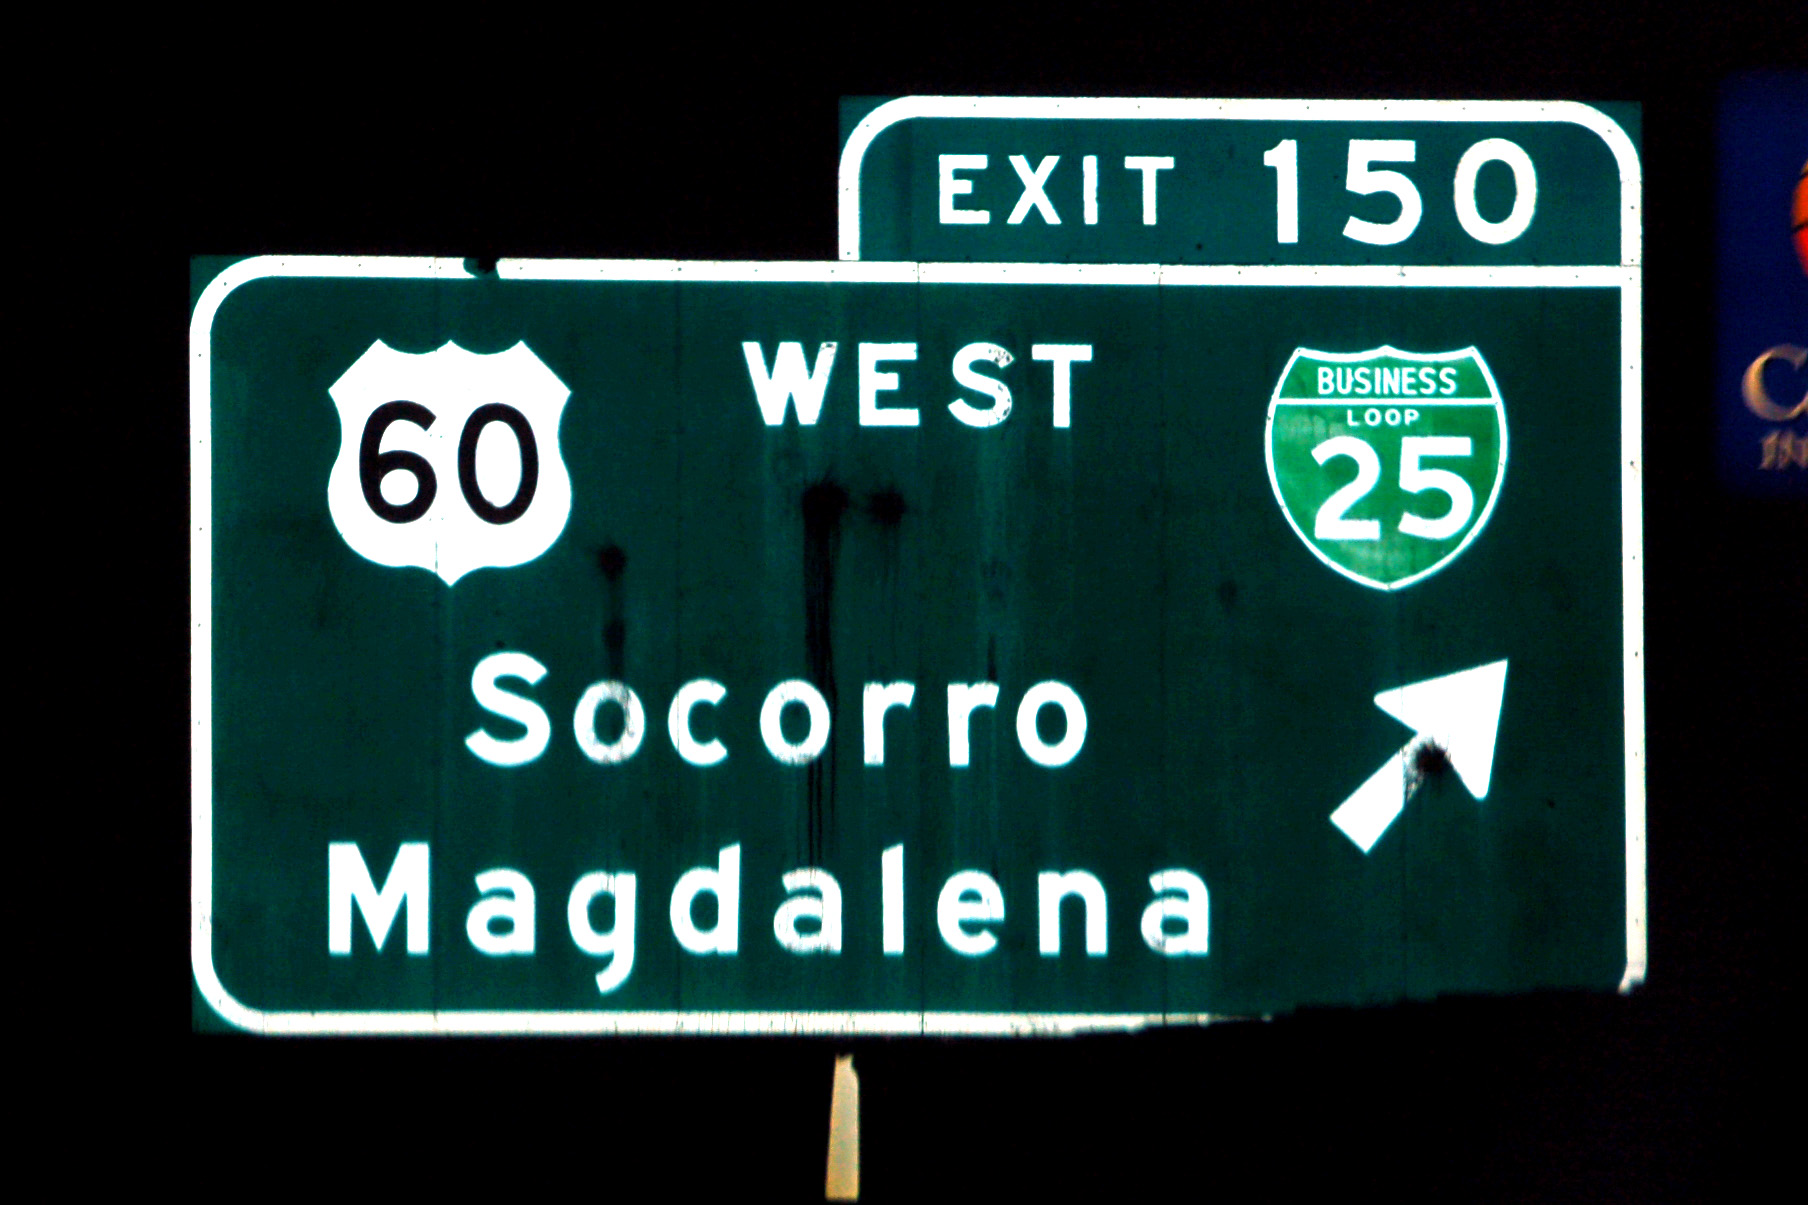 EXIT 150
60 WEST
BUSINESS
LOOP
25
Socorro
Magdalena